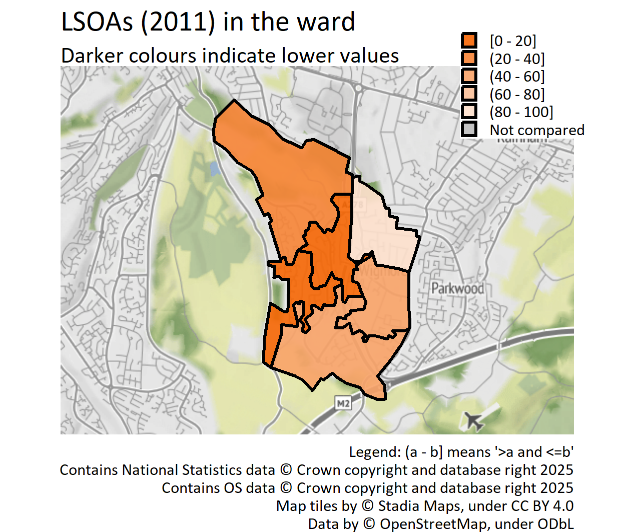 LSOAs (2011) in the ward
Darker colours indicate lower values
[0 - 20]
(20 - 40]
(40 - 60]
(60 - 80]
(80 - 100]
Not compared
Parkwood
M2
Legend: (a - b] means '>a and <=b'
Contains National Statistics data © Crown copyright and database right 2025
Contains OS data © Crown copyright and database right 2025
Map tiles by © Stadia Maps, under CC BY 4.0
Data by © OpenStreetMap, under ODbL